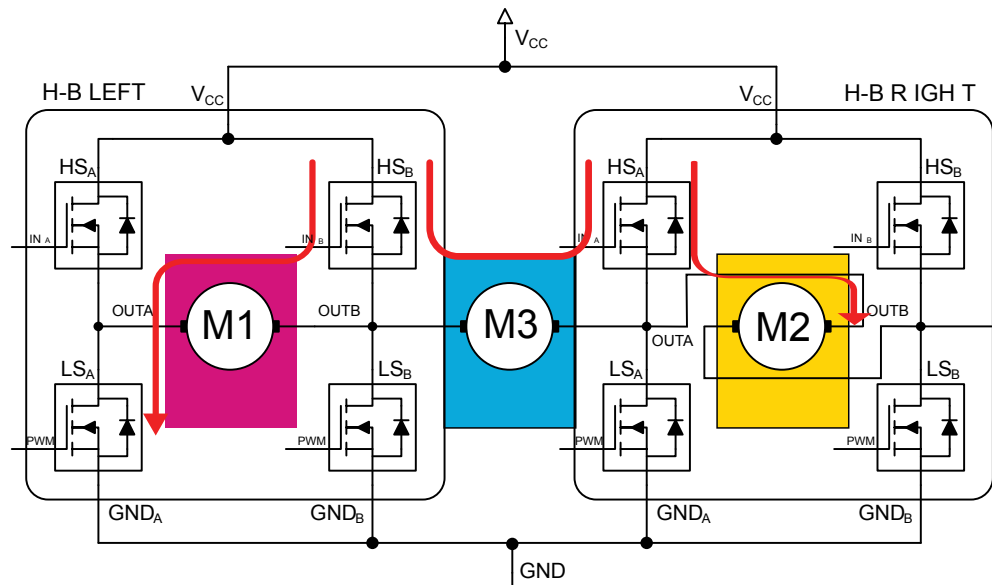 VCC
H-B LEFT
VCC
VCC
H-B R IGH T
HSA
HSB
HSA
HSB
IN A
IN B
IN A
IN B
OUTA
M1
OUTB
M3
OUTA
M2
OUTB
LSA
LSB
LSA
LSB
PWM
PWM
PWM
PWM
GNDA
GNDB
GNDA
GNDB
GND